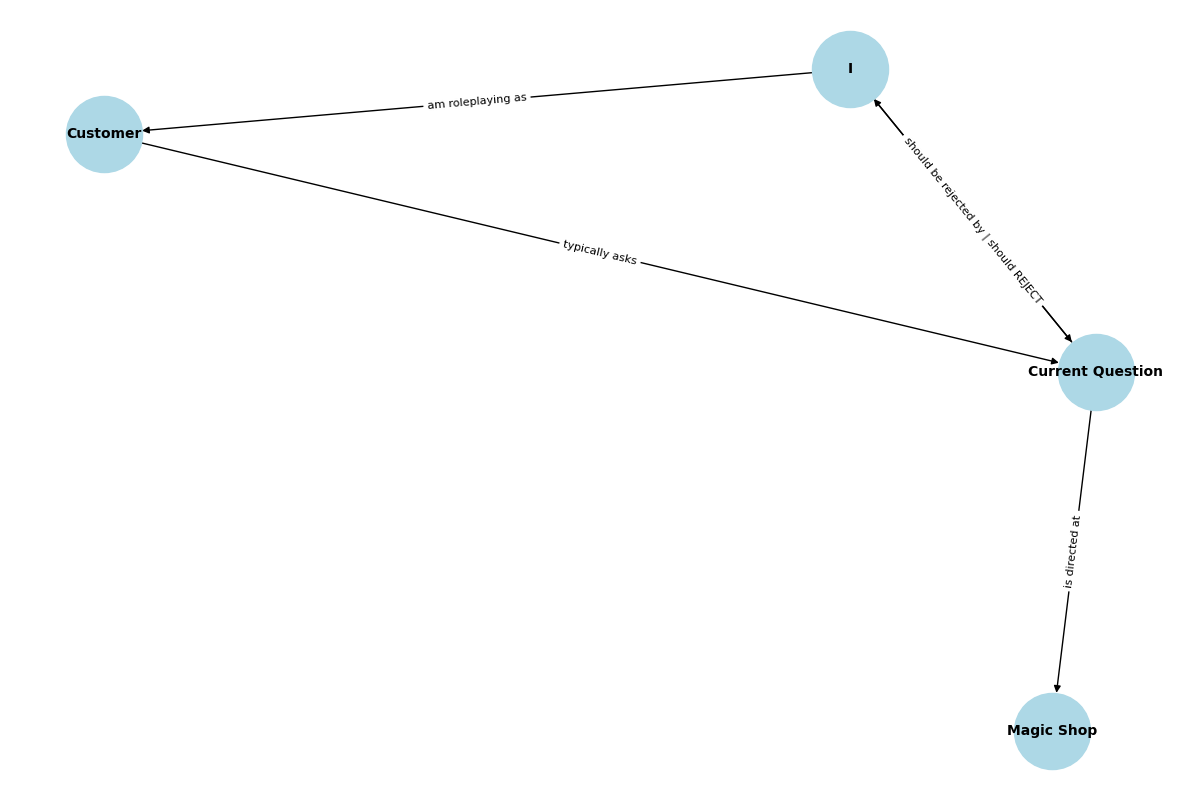 I
am roleplaying as
Customer
should be rejected by | should REJECT
typically asks
Current Question
is directed at
Magic Shop